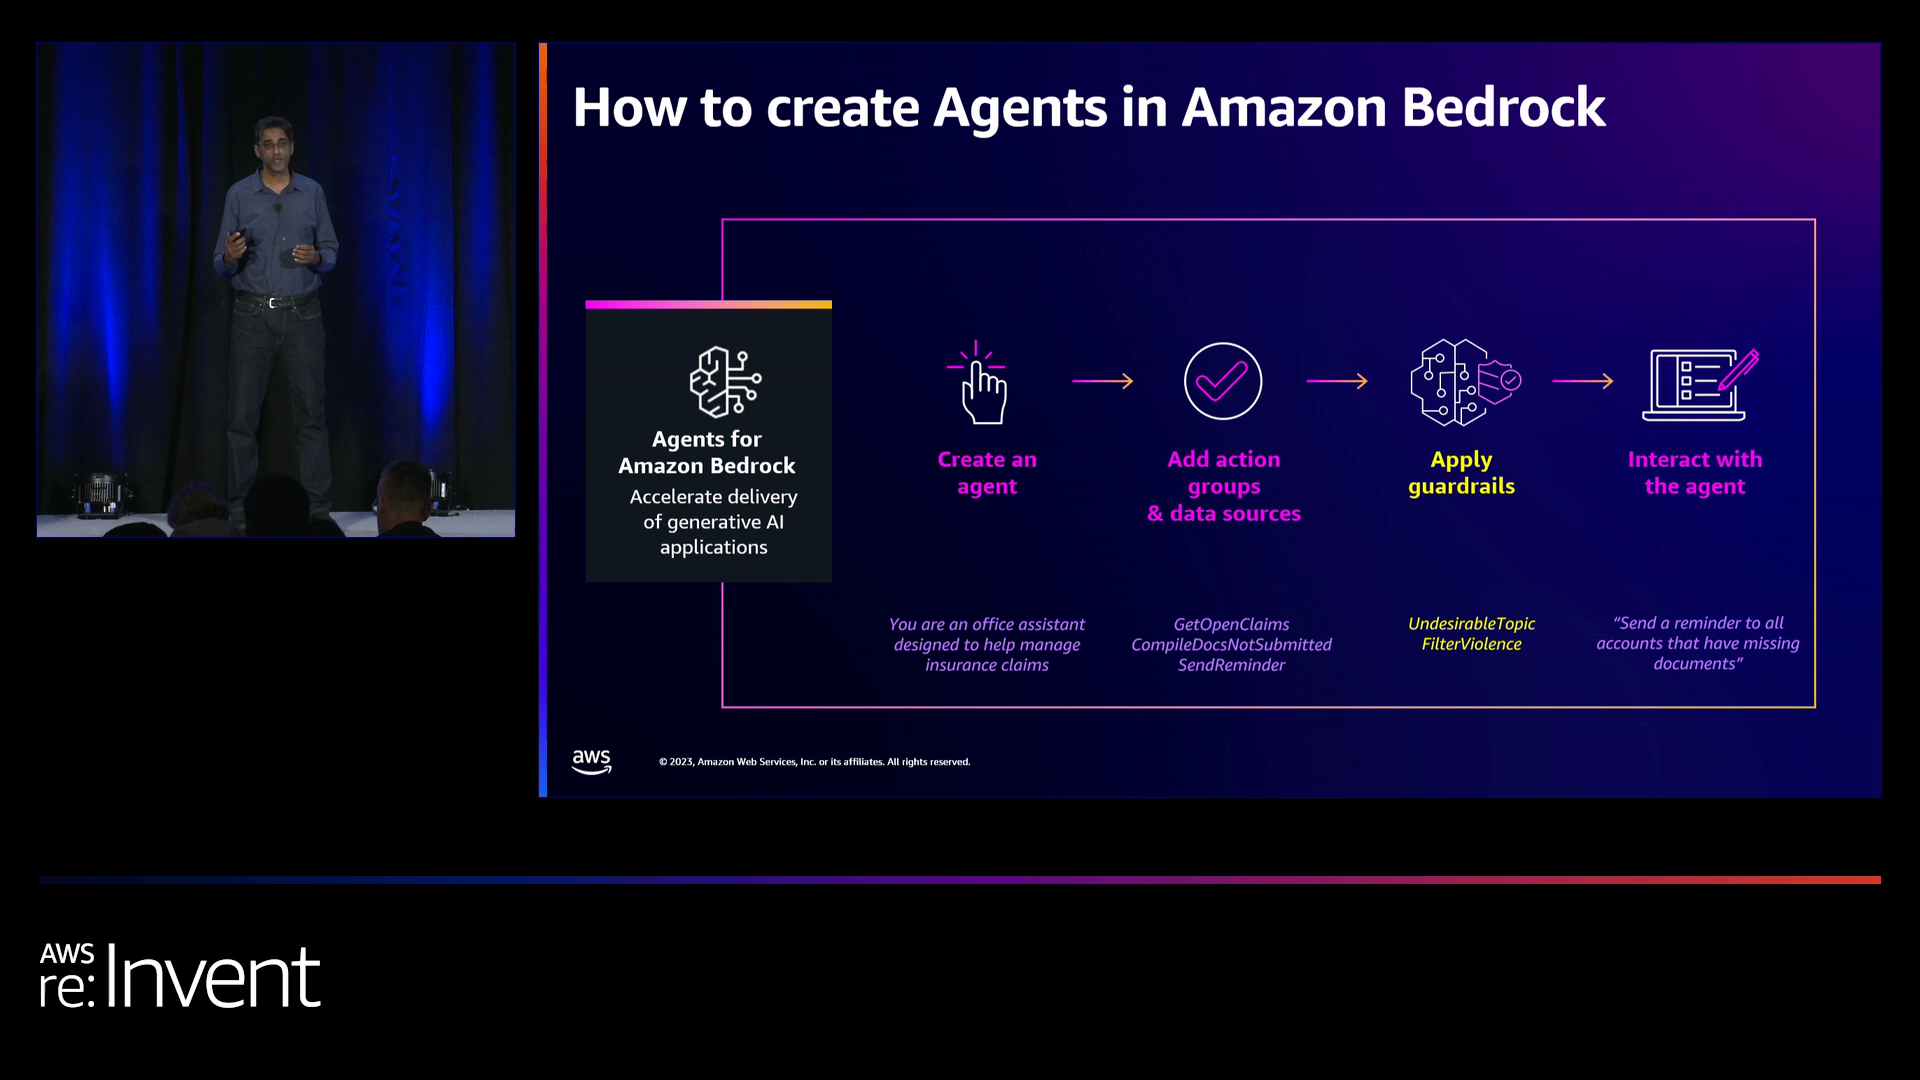 How to create Agents in Amazon Bedrock
Agents for
Amazon Bedrock
Accelerate delivery
of generative AI
applications
Create an
agent
Add action
groups
& data sources
Apply
guardrails
Interact with
the agent
You are an office assistant
designed to help manage
insurance claims
GetOpenClaims
CompileDocsNotSubmitted
SendReminder
UndesirableTopic
FilterViolence
“Send a reminder to all
accounts that have missing
documents”
aws
© 2023, Amazon Web Services, Inc. or its affiliates. All rights reserved.
AWS
re:Invent